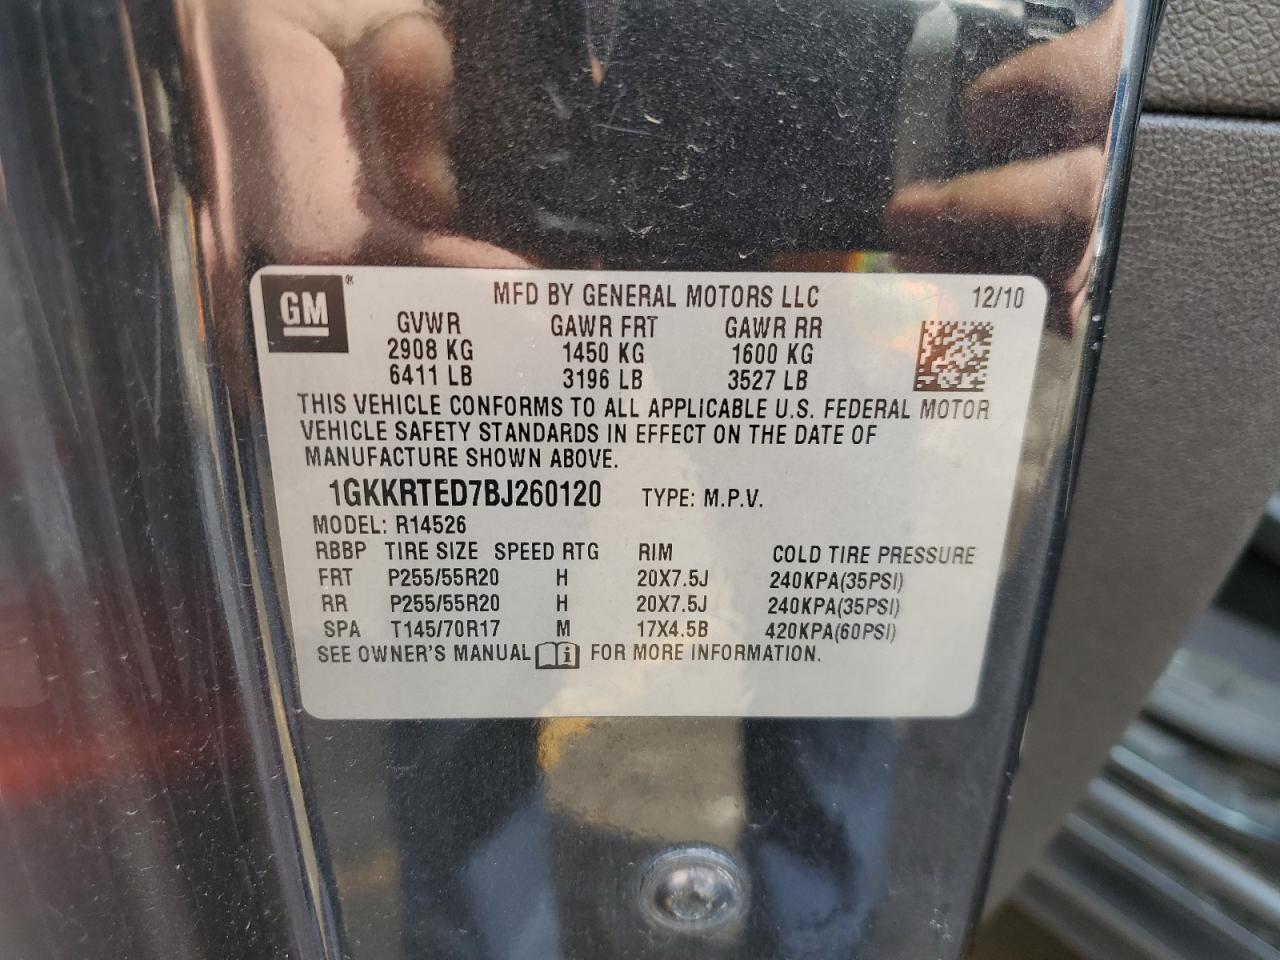 GM ® MFD BY GENERAL MOTORS LLC 12/10
GVWR GAWR FRT GAWR RR
2908 KG 1450 KG 1600 KG
6411 LB 3196 LB 3527 LB
THIS VEHICLE CONFORMS TO ALL APPLICABLE U.S. FEDERAL MOTOR
VEHICLE SAFETY STANDARDS IN EFFECT ON THE DATE OF
MANUFACTURE SHOWN ABOVE.
1GKKRTED7BJ260120 TYPE: M.P.V.
MODEL: R14526
RBBP TIRE SIZE SPEED RTG RIM COLD TIRE PRESSURE
FRT P255/55R20 H 20X7.5J 240KPA(35PSI)
RR P255/55R20 H 20X7.5J 240KPA(35PSI)
SPA T145/70R17 M 17X4.5B 420KPA(60PSI)
SEE OWNER'S MANUAL i FOR MORE INFORMATION.